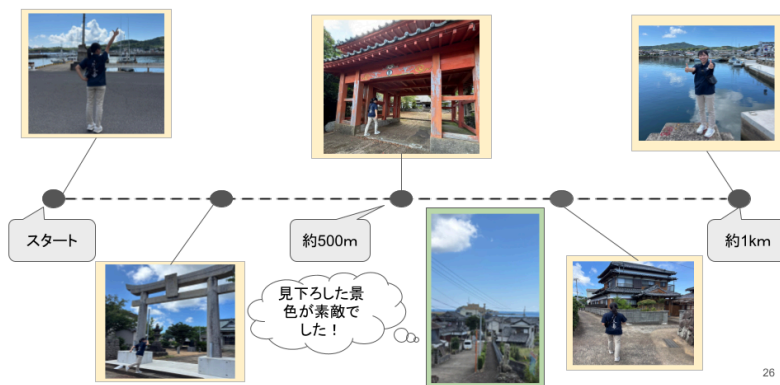 スタート
約500m
約1km
見下ろした景
色が素敵で
した！
26